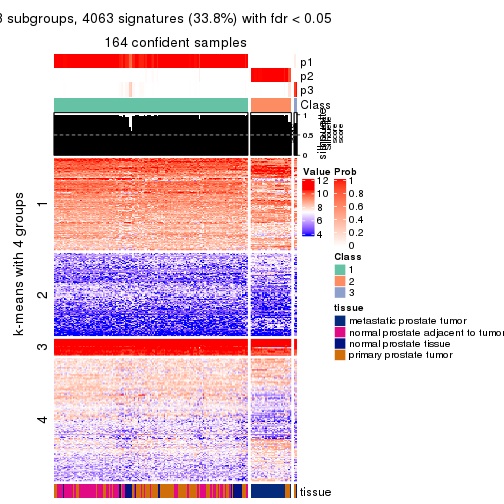 3 subgroups, 4063 signatures (33.8%) with fdr < 0.05
164 confident samples
p1
p2
p3
Class
1
0.5
0
silhouette
k-means with 4 groups
1
2
3
4
Value
12
10
8
6
4
Prob
1
0.8
0.6
0.4
0.2
0
Class
1
2
3
tissue
metastatic prostate tumor
normal prostate adjacent to tumor
normal prostate tissue
primary prostate tumor
tissue